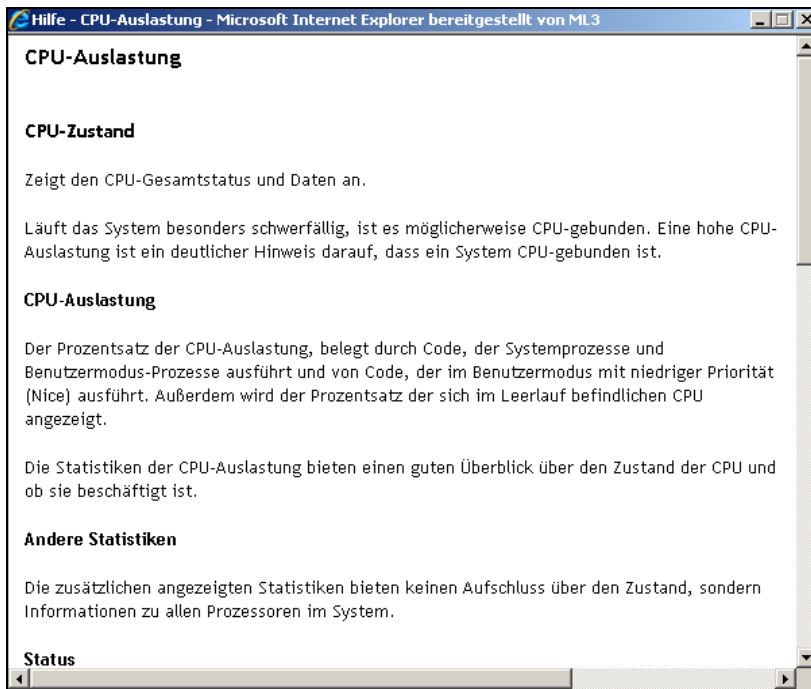 Hilfe - CPU-Auslastung - Microsoft Internet Explorer bereitgestellt von ML3
CPU-Auslastung
CPU-Zustand
Zeigt den CPU-Gesamtstatus und Daten an.
Läuft das System besonders schwerfällig, ist es möglicherweise CPU-gebunden. Eine hohe CPU-
Auslastung ist ein deutlicher Hinweis darauf, dass ein System CPU-gebunden ist.
CPU-Auslastung
Der Prozentsatz der CPU-Auslastung, belegt durch Code, der Systemprozesse und
Benutzermodus-Prozesse ausführt und von Code, der im Benutzermodus mit niedriger Priorität
(Nice) ausführt. Außerdem wird der Prozentsatz der sich im Leerlauf befindlichen CPU
angezeigt.
Die Statistiken der CPU-Auslastung bieten einen guten Überblick über den Zustand der CPU und
ob sie beschäftigt ist.
Andere Statistiken
Die zusätzlichen angezeigten Statistiken bieten keinen Aufschluss über den Zustand, sondern
Informationen zu allen Prozessoren im System.
Status